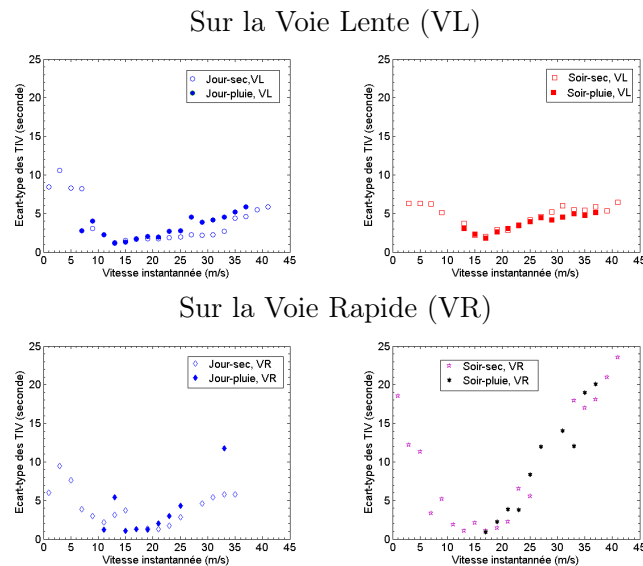 Sur la Voie Lente (VL)
Ecart-type des TIV (seconde)
25
20
15
10
5
0
0 5 10 15 20 25 30 35 40 45
Vitesse instantannée (m/s)
Jour-sec,VL
Jour-pluie, VL
Ecart-type des TIV (seconde)
25
20
15
10
5
0
0 5 10 15 20 25 30 35 40 45
Vitesse instantannée (m/s)
Soir-sec, VL
Soir-pluie, VL
Sur la Voie Rapide (VR)
Ecart-type des TIV (seconde)
25
20
15
10
5
0
0 5 10 15 20 25 30 35 40 45
Vitesse instantannée (m/s)
Jour-sec, VR
Jour-pluie, VR
Ecart-type des TIV (seconde)
25
20
15
10
5
0
0 5 10 15 20 25 30 35 40 45
Vitesse instantannée (m/s)
Soir-sec, VR
Soir-pluie, VR